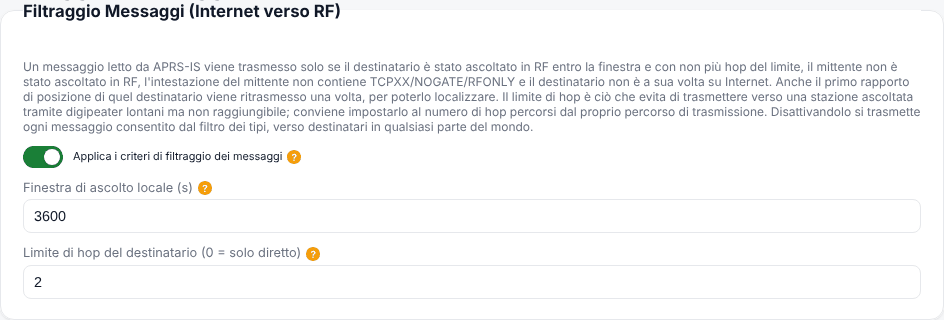 Filtraggio Messaggi (Internet verso RF)
Un messaggio letto da APRS-IS viene trasmesso solo se il destinatario è stato ascoltato in RF entro la finestra e con non più hop del limite, il mittente non è
stato ascoltato in RF, l'intestazione del mittente non contiene TCPXX/NOGATE/RFONLY e il destinatario non è a sua volta su Internet. Anche il primo rapporto
di posizione di quel destinatario viene ritrasmesso una volta, per poterlo localizzare. Il limite di hop è ciò che evita di trasmettere verso una stazione ascoltata
tramite digipeater lontani ma non raggiungibile; conviene impostarlo al numero di hop percorsi dal proprio percorso di trasmissione. Disattivandolo si trasmette
ogni messaggio consentito dal filtro dei tipi, verso destinatari in qualsiasi parte del mondo.
Applica i criteri di filtraggio dei messaggi ?
Finestra di ascolto locale (s) ?
3600
Limite di hop del destinatario (0 = solo diretto) ?
2